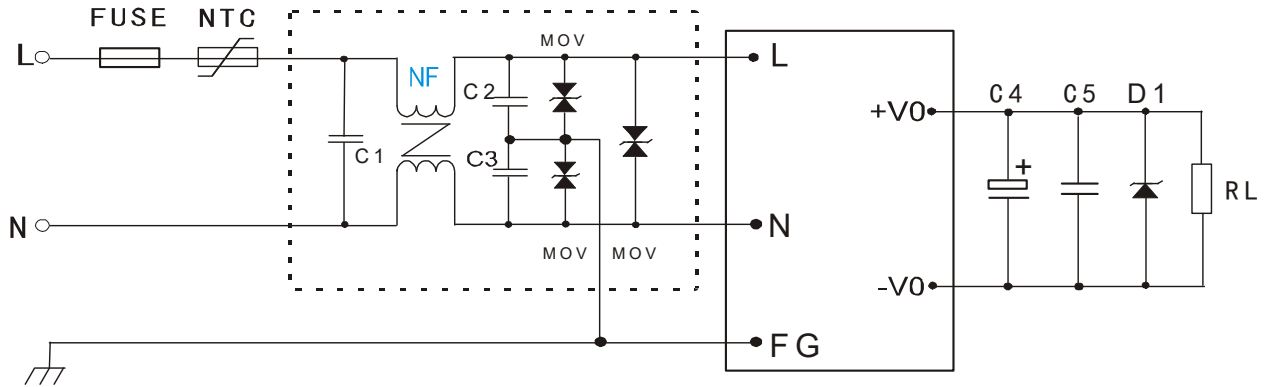 FUSE NTC
MOV
L
NF
L
C2
C4 C5 D1
+V0
C1
C3
+
RL
N
N
MOV MOV
-V0
FG